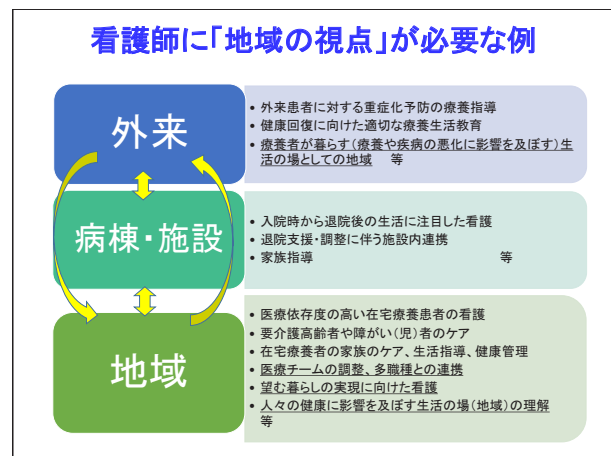 看護師に「地域の視点」が必要な例
外来
• 外来患者に対する重症化予防の療養指導
• 健康回復に向けた適切な療養生活教育
• 療養者が暮らす(療養や疾病の悪化に影響を及ぼす)生
活の場としての地域　等
病棟・施設
• 入院時から退院後の生活に注目した看護
• 退院支援・調整に伴う施設内連携
• 家族指導　等
地域
• 医療依存度の高い在宅療養患者の看護
• 要介護高齢者や障がい(児)者のケア
• 在宅療養者の家族のケア、生活指導、健康管理
• 医療チームの調整、多職種との連携
• 望む暮らしの実現に向けた看護
• 人々の健康に影響を及ぼす生活の場(地域)の理解
等